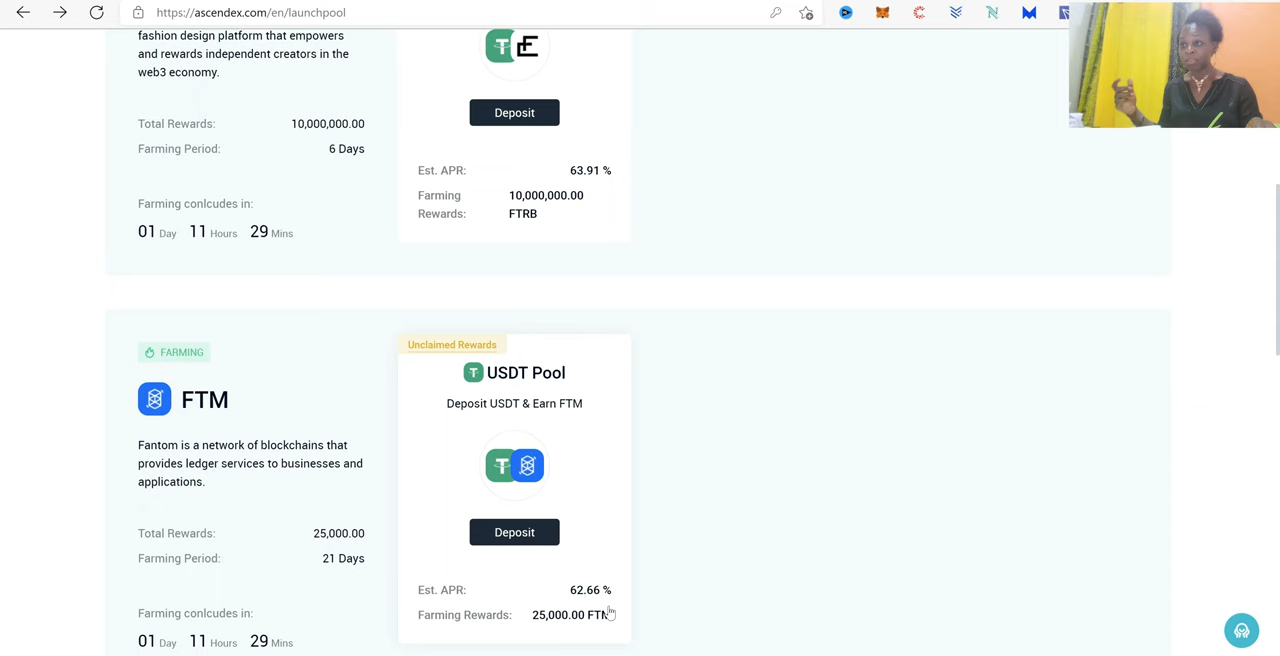 https://ascendex.com/en/launchpool
fashion design platform that empowers
and rewards independent creators in the
web3 economy.
Total Rewards: 10,000,000.00
Farming Period: 6 Days
Farming conlcudes in:
01 Day 11 Hours 29 Mins
Deposit
Est. APR: 63.91 %
Farming Rewards: 10,000,000.00 FTRB
FARMING
FTM
Fantom is a network of blockchains that
provides ledger services to businesses and
applications.
Total Rewards: 25,000.00
Farming Period: 21 Days
Farming conlcudes in:
01 Day 11 Hours 29 Mins
Unclaimed Rewards
USDT Pool
Deposit USDT & Earn FTM
Deposit
Est. APR: 62.66 %
Farming Rewards: 25,000.00 FTM